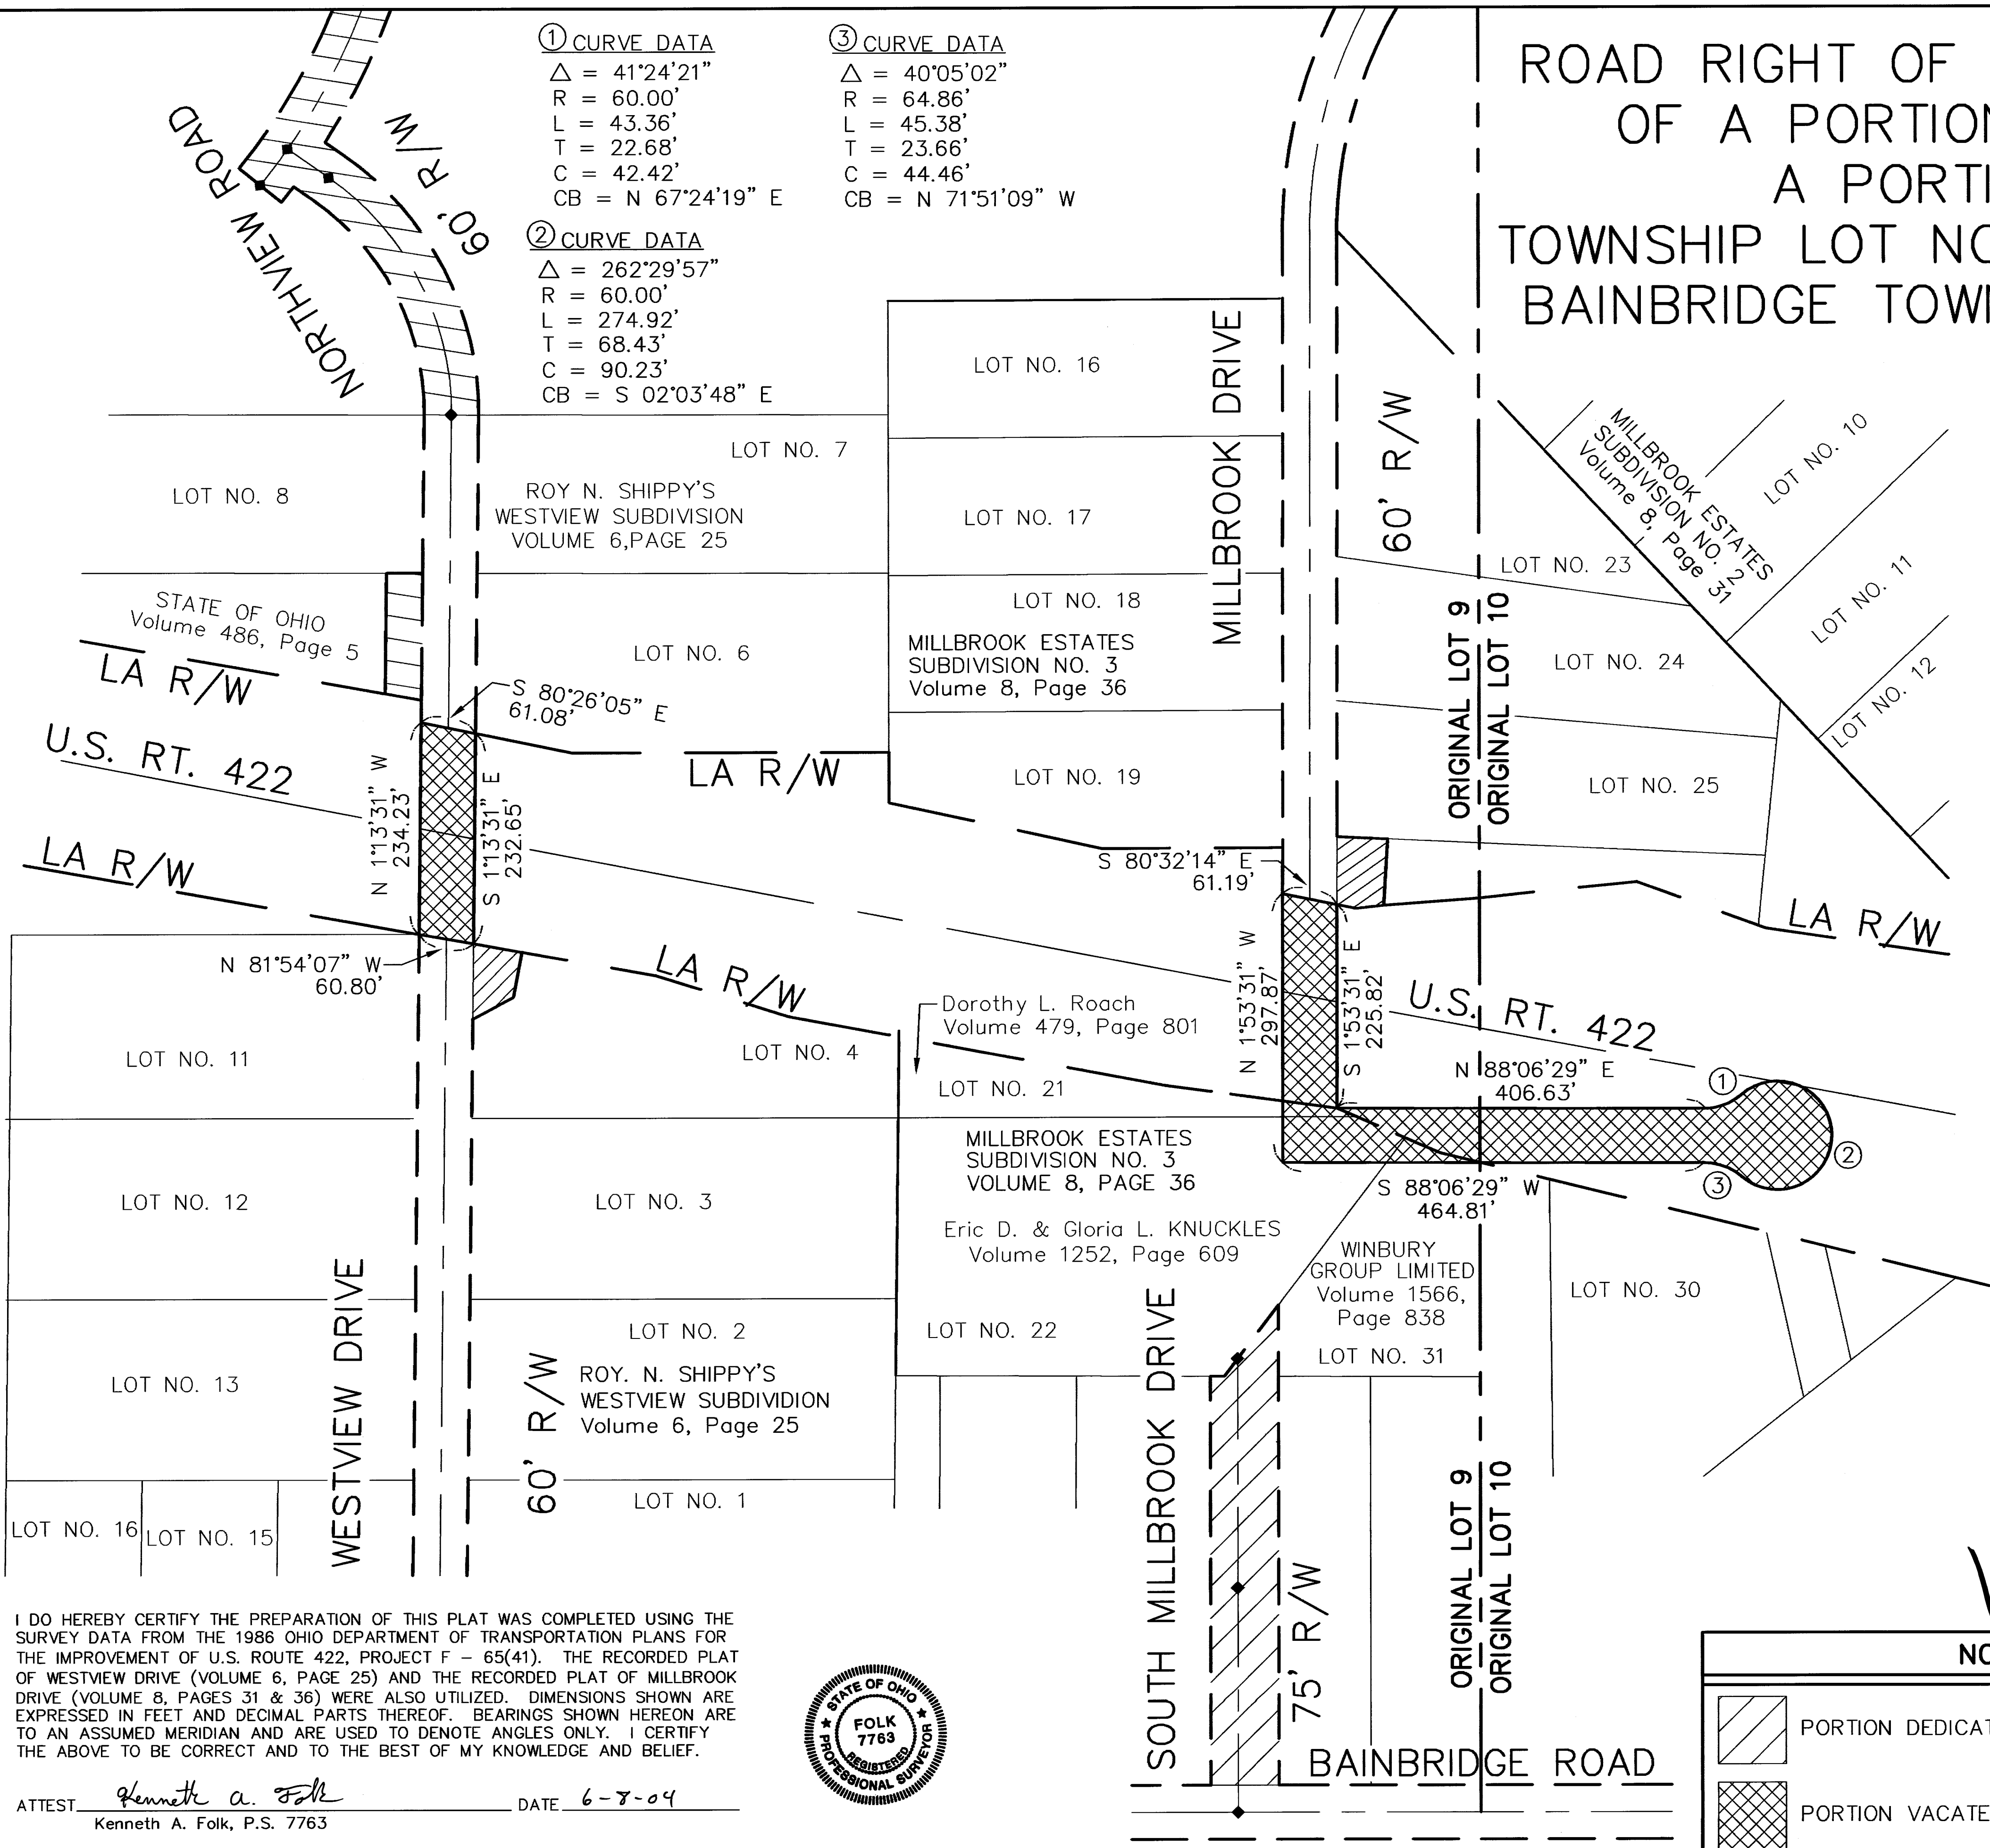 ROAD RIGHT OF
OF A PORTION
A PORTI
TOWNSHIP LOT NO
BAINBRIDGE TOWN
① CURVE DATA
△ = 41°24'21"
R = 60.00'
L = 43.36'
T = 22.68'
C = 42.42'
CB = N 67°24'19" E
③ CURVE DATA
△ = 40°05'02"
R = 64.86'
L = 45.38'
T = 23.66'
C = 44.46'
CB = N 71°51'09" W
② CURVE DATA
△ = 262°29'57"
R = 60.00'
L = 274.92'
T = 68.43'
C = 90.23'
CB = S 02°03'48" E
NORTHVIEW ROAD
60' R/W
LOT NO. 8
LOT NO. 7
ROY N. SHIPPY'S
WESTVIEW SUBDIVISION
VOLUME 6,PAGE 25
LOT NO. 16
LOT NO. 17
LOT NO. 18
MILLBROOK ESTATES
SUBDIVISION NO. 3
Volume 8, Page 36
LOT NO. 19
MILLBROOK DRIVE
60' R/W
ORIGINAL LOT 9
ORIGINAL LOT 10
LOT NO. 23
LOT NO. 24
LOT NO. 25
MILLBROOK ESTATES
SUBDIVISION NO. 2
Volume 8, Page 31
LOT NO. 10
LOT NO. 11
LOT NO. 12
STATE OF OHIO
Volume 486, Page 5
LA R/W
LOT NO. 6
S 80°26'05" E
61.08'
U.S. RT. 422
N 1°13'31" W
234.23'
S 1°13'31" E
232.65'
LA R/W
LA R/W
N 81°54'07" W
60.80'
LA R/W
S 80°32'14" E
61.19'
N 1°53'31" W
297.87'
S 1°53'31" E
225.82'
LA R/W
U.S. RT. 422
N 88°06'29" E
406.63'
①
②
③
S 88°06'29" W
464.81'
Dorothy L. Roach
Volume 479, Page 801
LOT NO. 21
LOT NO. 11
LOT NO. 4
LOT NO. 12
LOT NO. 3
MILLBROOK ESTATES
SUBDIVISION NO. 3
VOLUME 8, PAGE 36
Eric D. & Gloria L. KNUCKLES
Volume 1252, Page 609
LOT NO. 22
WINBURY
GROUP LIMITED
Volume 1566,
Page 838
LOT NO. 31
LOT NO. 30
LOT NO. 13
WESTVIEW DRIVE
60' R/W
LOT NO. 2
ROY. N. SHIPPY'S
WESTVIEW SUBDIVIDION
Volume 6, Page 25
LOT NO. 1
LOT NO. 16
LOT NO. 15
SOUTH MILLBROOK DRIVE
75' R/W
ORIGINAL LOT 9
ORIGINAL LOT 10
BAINBRIDGE ROAD
I DO HEREBY CERTIFY THE PREPARATION OF THIS PLAT WAS COMPLETED USING THE
SURVEY DATA FROM THE 1986 OHIO DEPARTMENT OF TRANSPORTATION PLANS FOR
THE IMPROVEMENT OF U.S. ROUTE 422, PROJECT F – 65(41). THE RECORDED PLAT
OF WESTVIEW DRIVE (VOLUME 6, PAGE 25) AND THE RECORDED PLAT OF MILLBROOK
DRIVE (VOLUME 8, PAGES 31 & 36) WERE ALSO UTILIZED. DIMENSIONS SHOWN ARE
EXPRESSED IN FEET AND DECIMAL PARTS THEREOF. BEARINGS SHOWN HEREON ARE
TO AN ASSUMED MERIDIAN AND ARE USED TO DENOTE ANGLES ONLY. I CERTIFY
THE ABOVE TO BE CORRECT AND TO THE BEST OF MY KNOWLEDGE AND BELIEF.
ATTEST Kenneth A. Folk DATE 6-8-04
Kenneth A. Folk, P.S. 7763
STATE OF OHIO
FOLK
7763
REGISTERED
PROFESSIONAL SURVEYOR
NO
PORTION DEDICAT
PORTION VACATE